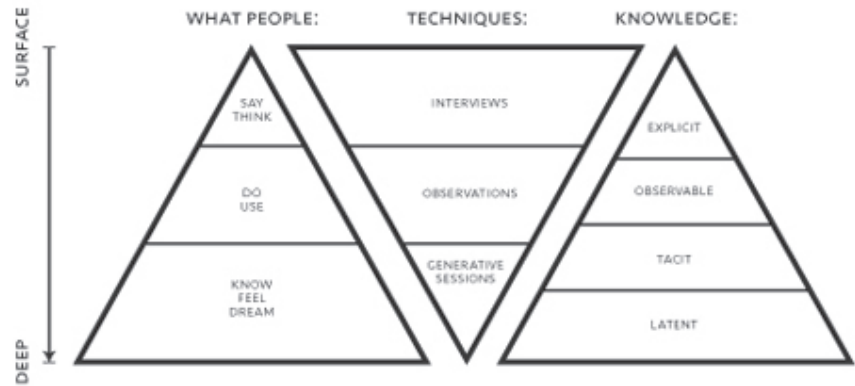 SURFACE
DEEP
WHAT PEOPLE:
SAY
THINK
DO
USE
KNOW
FEEL
DREAM
TECHNIQUES:
INTERVIEWS
OBSERVATIONS
GENERATIVE
SESSIONS
KNOWLEDGE:
EXPLICIT
OBSERVABLE
TACIT
LATENT